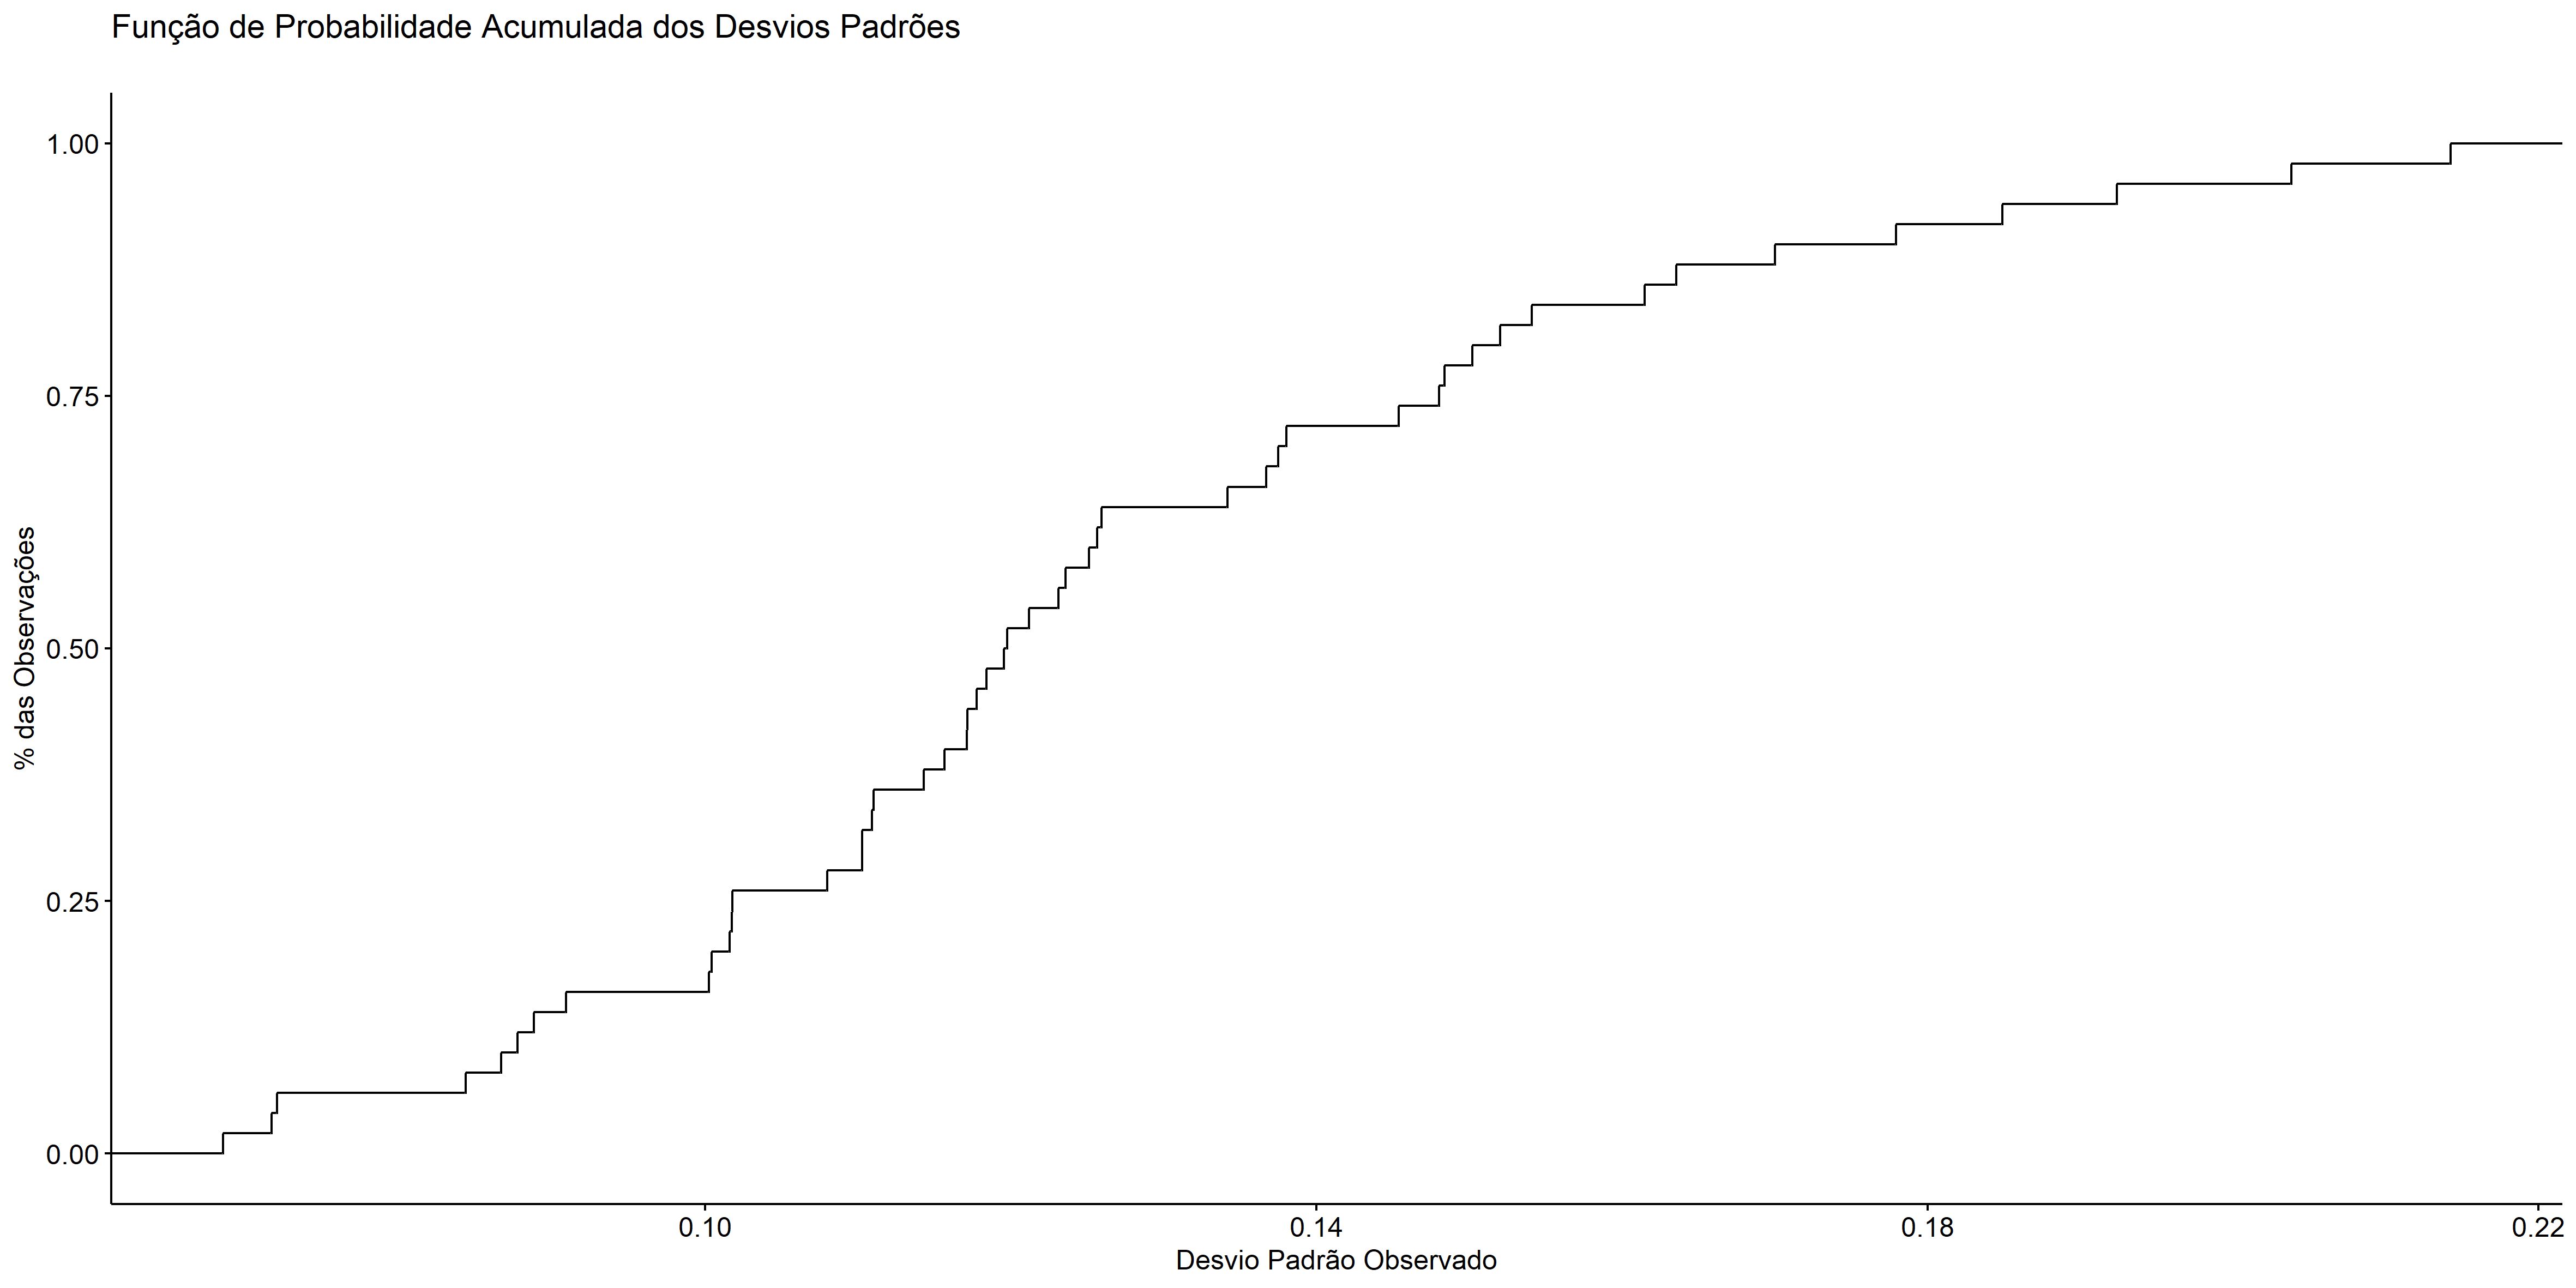 Função de Probabilidade Acumulada dos Desvios Padrões
1.00
0.75
0.50
0.25
0.00
% das Observações
0.10 0.14 0.18 0.22
Desvio Padrão Observado